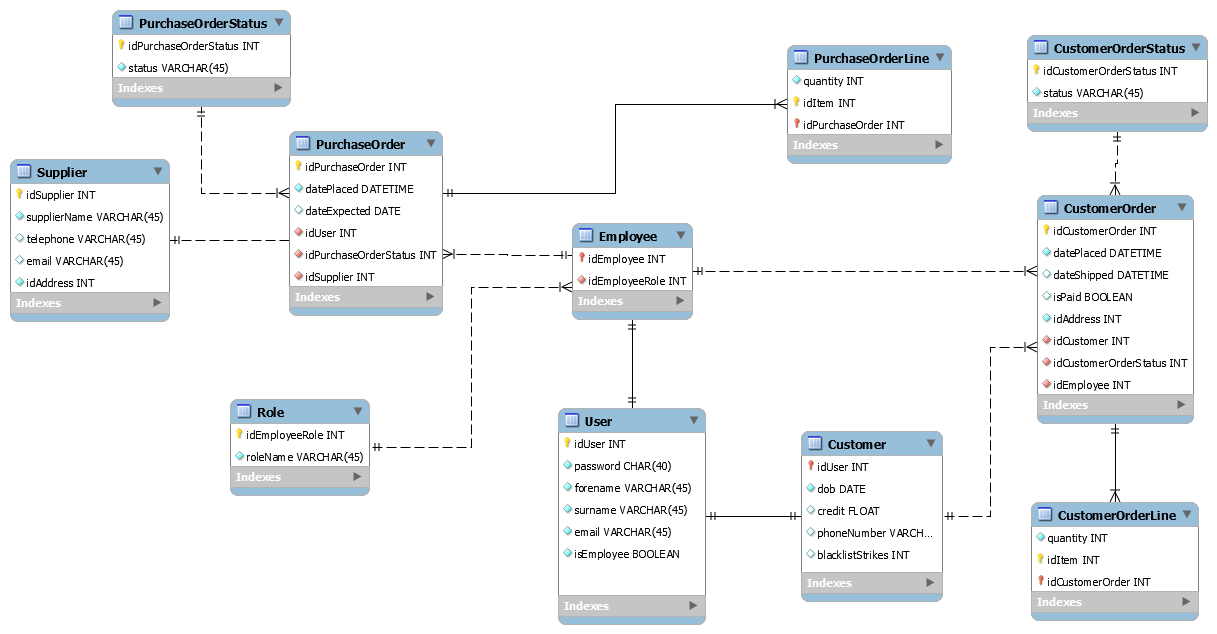 PurchaseOrderStatus
idPurchaseOrderStatus INT
status VARCHAR(45)
Indexes
PurchaseOrderLine
quantity INT
idItem INT
idPurchaseOrder INT
Indexes
CustomerOrderStatus
idCustomerOrderStatus INT
status VARCHAR(45)
Indexes
Supplier
idSupplier INT
supplierName VARCHAR(45)
telephone VARCHAR(45)
email VARCHAR(45)
idAddress INT
Indexes
PurchaseOrder
idPurchaseOrder INT
datePlaced DATETIME
dateExpected DATE
idUser INT
idPurchaseOrderStatus INT
idSupplier INT
Indexes
Employee
idEmployee INT
idEmployeeRole INT
Indexes
CustomerOrder
idCustomerOrder INT
datePlaced DATETIME
dateShipped DATETIME
isPaid BOOLEAN
idAddress INT
idCustomer INT
idCustomerOrderStatus INT
idEmployee INT
Indexes
Role
idEmployeeRole INT
roleName VARCHAR(45)
Indexes
User
idUser INT
password CHAR(40)
forename VARCHAR(45)
surname VARCHAR(45)
email VARCHAR(45)
isEmployee BOOLEAN
Indexes
Customer
idUser INT
dob DATE
credit FLOAT
phoneNumber VARCH...
blacklistStrikes INT
Indexes
CustomerOrderLine
quantity INT
idItem INT
idCustomerOrder INT
Indexes